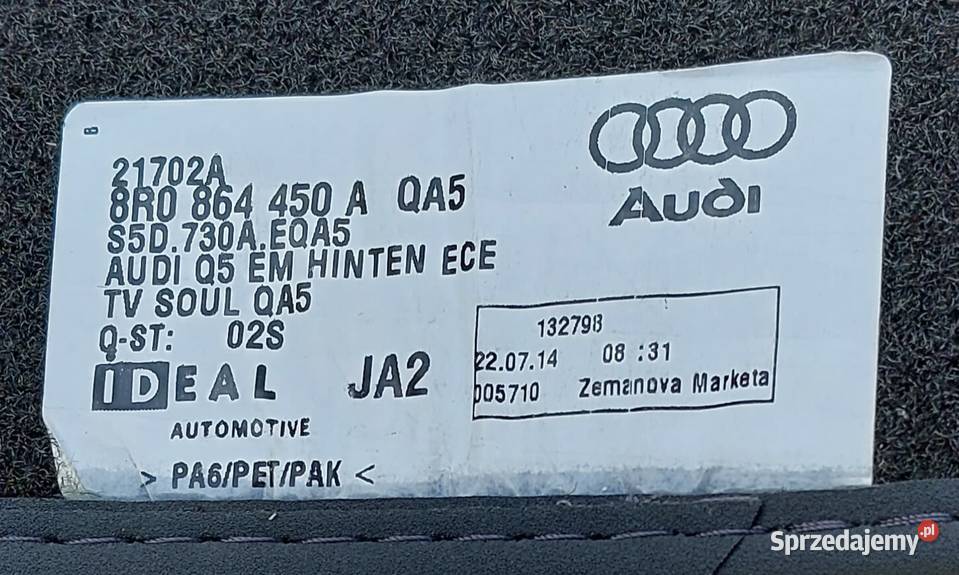 B
21702A
8R0 864 450 A QA5
S5D.730A.EQA5
AUDI Q5 EM HINTEN ECE
TV SOUL QA5
Q-ST: 02S
IDEAL JA2
AUTOMOTIVE
> PA6/PET/PAK <
Audi
132798
22.07.14 08:31
005710 Zemanova Marketa
Sprzedajemy.pl